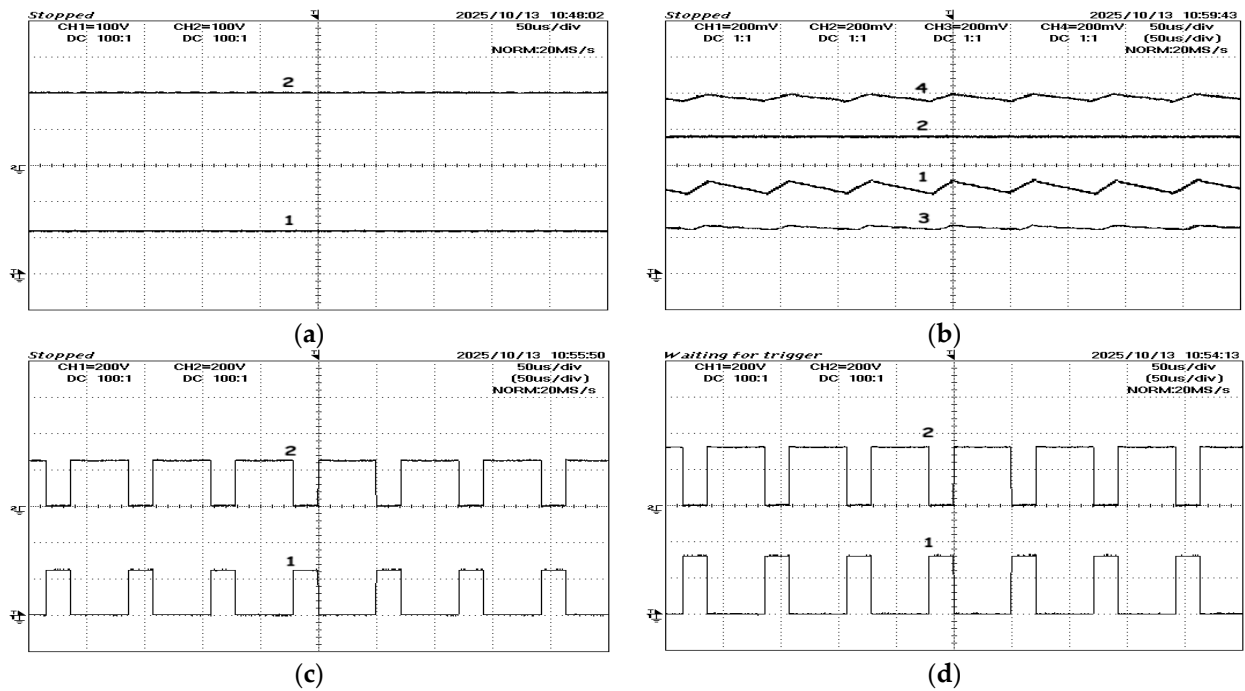 Stopped 2025/10/13 10:48:02
CH1=100V CH2=100V 50us/div
DC 100:1 DC 100:1
NORM:20MS/s
2
1
(a)
Stopped 2025/10/13 10:59:43
CH1=200mV CH2=200mV CH3=200mV CH4=200mV 50us/div
DC 1:1 DC 1:1 DC 1:1 DC 1:1 (50us/div)
NORM:20MS/s
4
2
1
3
(b)
Stopped 2025/10/13 10:55:50
CH1=200V CH2=200V 50us/div
DC 100:1 DC 100:1 (50us/div)
NORM:20MS/s
2
1
(c)
Waiting for trigger 2025/10/13 10:54:13
CH1=200V CH2=200V 50us/div
DC 100:1 DC 100:1 (50us/div)
NORM:20MS/s
2
1
(d)